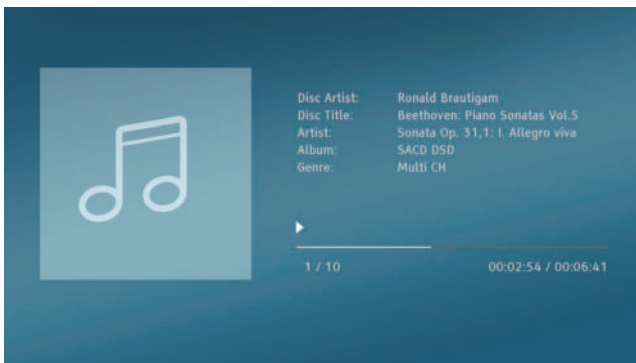 Disc Artist: Ronald Brautigam
Disc Title: Beethoven: Piano Sonatas Vol.5
Artist: Sonata Op. 31,1: I. Allegro viva
Album: SACD DSD
Genre: Multi CH
1 / 10 00:02:54 / 00:06:41